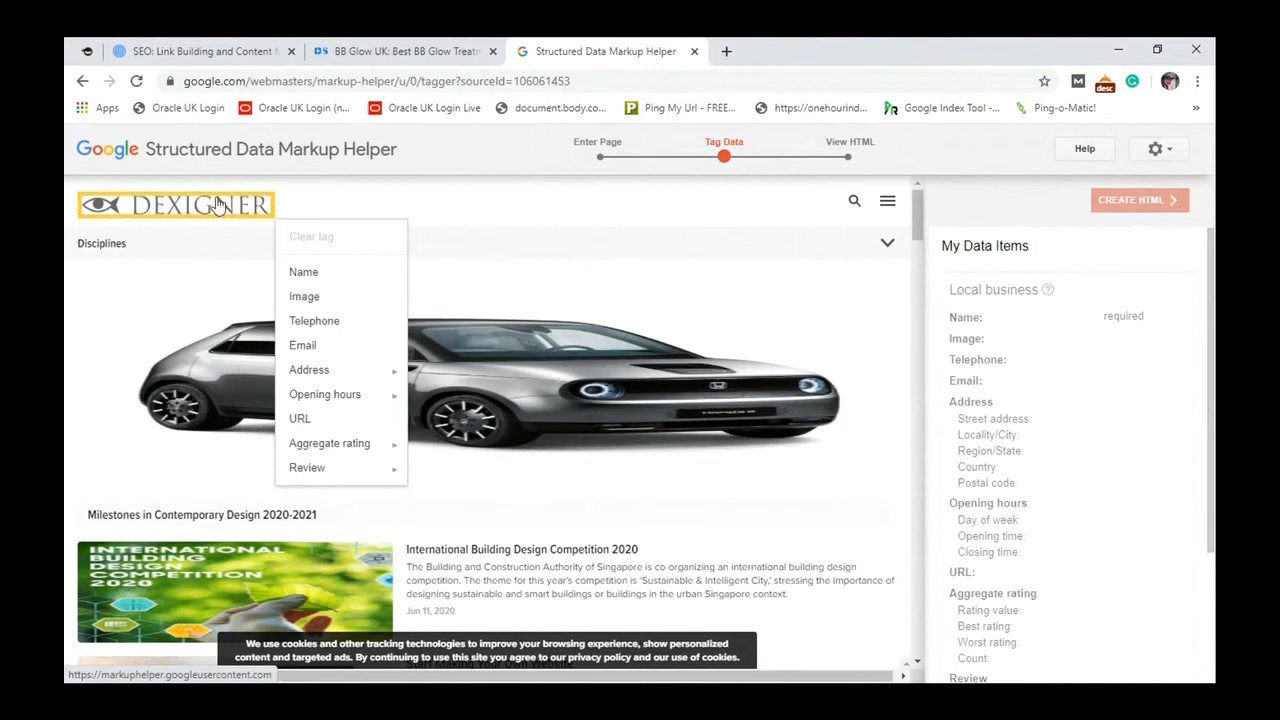 SEO: Link Building and Content M
BB Glow UK: Best BB Glow Treatm
Structured Data Markup Helper
google.com/webmasters/markup-helper/u/0/tagger?sourceId=106061453
desc
Apps
Oracle UK Login
Oracle UK Login (n...
Oracle UK Login Live
document.body.co...
Ping My Url - FREE...
https://onehourind...
Google Index Tool -...
Ping-o-Matic!
Google Structured Data Markup Helper
Enter Page
Tag Data
View HTML
Help
DEXIGNER
Disciplines
Clear tag
Name
Image
Telephone
Email
Address
Opening hours
URL
Aggregate rating
Review
Milestones in Contemporary Design 2020-2021
INTERNATIONAL
BUILDING
DESIGN
COMPETITION
2020
International Building Design Competition 2020
The Building and Construction Authority of Singapore is co-organizing an international building design
competition. The theme for this year's competition is 'Sustainable & Intelligent City,' stressing the importance of
designing sustainable and smart buildings or buildings in the urban Singapore context.
Jun 11, 2020
We use cookies and other tracking technologies to improve your browsing experience, show personalized
content and targeted ads. By continuing to use this site you agree to our privacy policy and our use of cookies.
https://markuphelper.googleusercontent.com
CREATE HTML
My Data Items
Local business
Name: required
Image:
Telephone:
Email:
Address
Street address:
Locality/City:
Region/State:
Country:
Postal code:
Opening hours
Day of week:
Opening time:
Closing time:
URL:
Aggregate rating
Rating value:
Best rating:
Worst rating:
Count:
Review